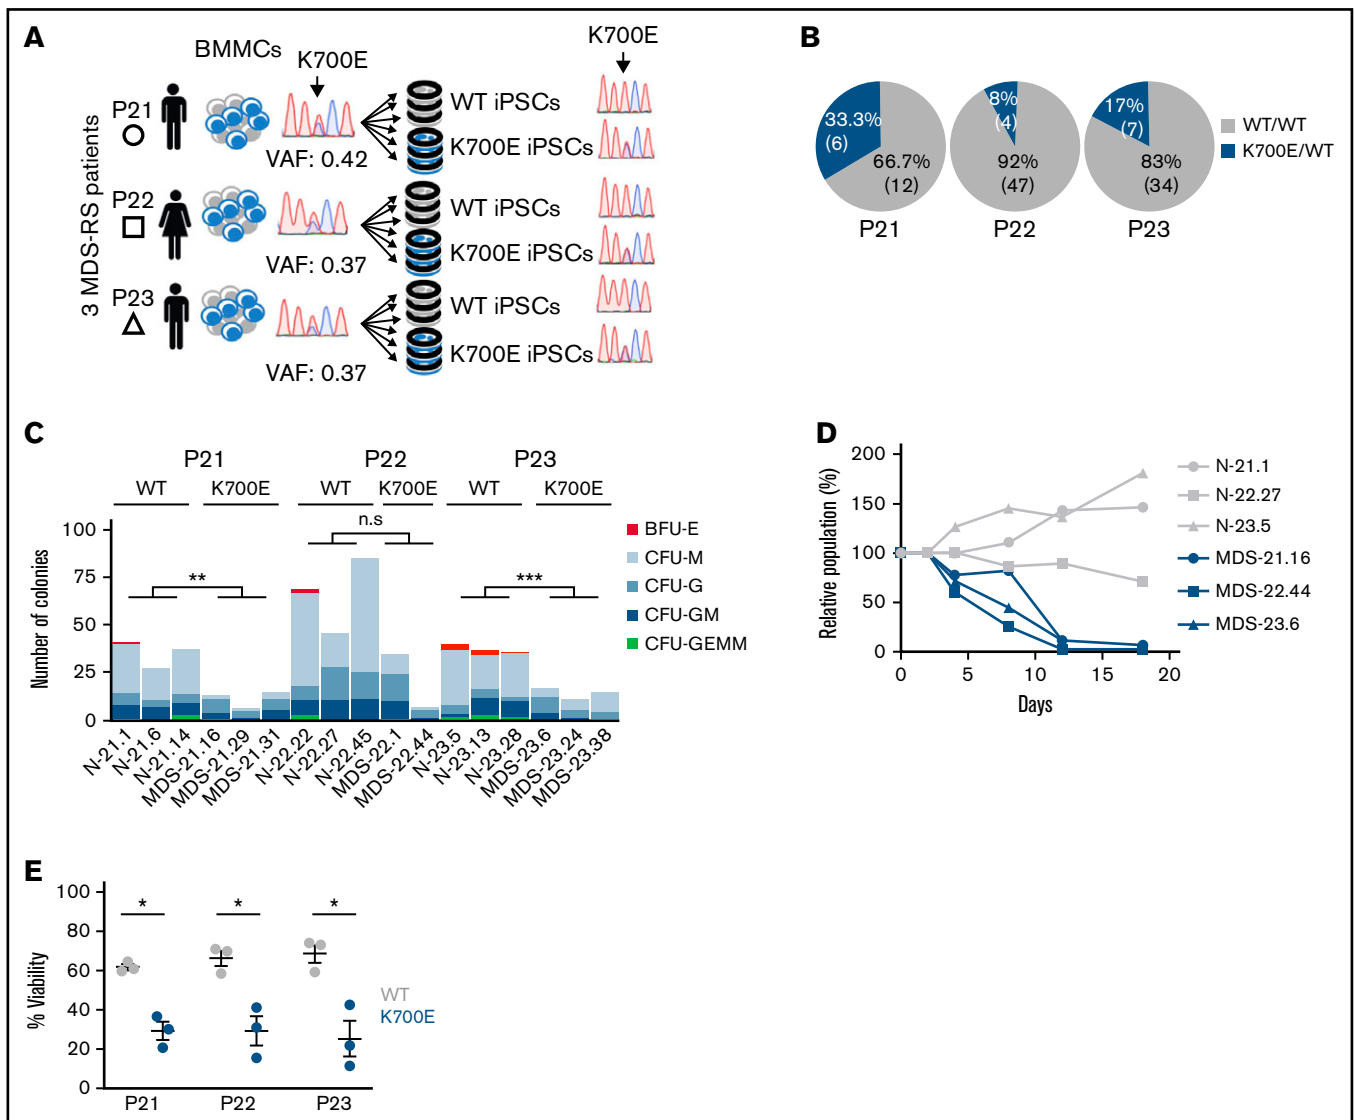 A
BMMCs
K700E
K700E
3 MDS-RS patients
P21
VAF: 0.42
WT iPSCs
K700E iPSCs
P22
VAF: 0.37
WT iPSCs
K700E iPSCs
P23
VAF: 0.37
WT iPSCs
K700E iPSCs
B
33.3%
(6)
66.7%
(12)
P21
8%
(4)
92%
(47)
P22
17%
(7)
83%
(34)
P23
WT/WT
K700E/WT
C
P21
P22
P23
WT
K700E
WT
K700E
WT
K700E
**
n.s
***
Number of colonies
100
75
50
25
0
N-21.1
N-21.6
N-21.14
MDS-21.16
MDS-21.29
MDS-21.31
N-22.22
N-22.27
N-22.45
MDS-22.1
MDS-22.44
N-23.5
N-23.13
N-23.28
MDS-23.6
MDS-23.24
MDS-23.38
BFU-E
CFU-M
CFU-G
CFU-GM
CFU-GEMM
D
Relative population (%)
200
150
100
50
0
0
5
10
15
20
Days
N-21.1
N-22.27
N-23.5
MDS-21.16
MDS-22.44
MDS-23.6
E
% Viability
100
80
60
40
20
0
*
*
*
P21
P22
P23
WT
K700E